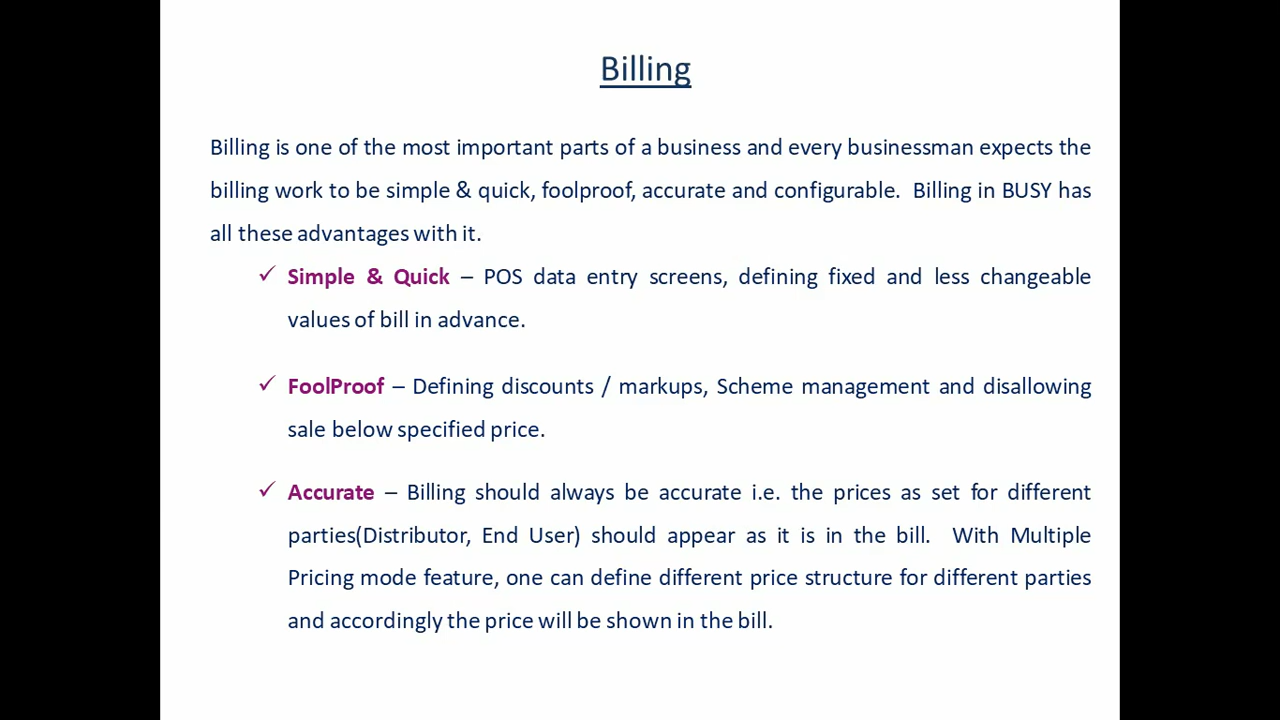 Billing
Billing is one of the most important parts of a business and every businessman expects the
billing work to be simple & quick, foolproof, accurate and configurable. Billing in BUSY has
all these advantages with it.
✓ Simple & Quick – POS data entry screens, defining fixed and less changeable
values of bill in advance.
✓ FoolProof – Defining discounts / markups, Scheme management and disallowing
sale below specified price.
✓ Accurate – Billing should always be accurate i.e. the prices as set for different
parties(Distributor, End User) should appear as it is in the bill. With Multiple
Pricing mode feature, one can define different price structure for different parties
and accordingly the price will be shown in the bill.